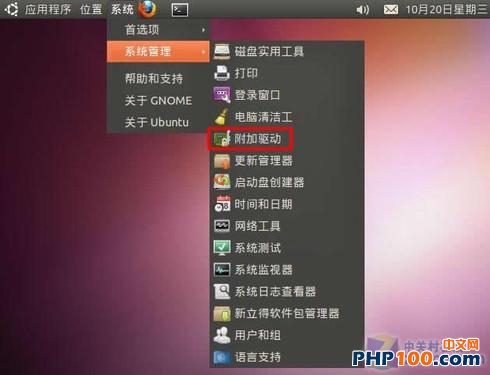 应用程序 位置 系统 10月20日星期三
首选项
系统管理
帮助和支持
关于 GNOME
关于 Ubuntu
磁盘实用工具
打印
登录窗口
电脑清洁工
附加驱动
更新管理器
启动盘创建器
时间和日期
网络工具
系统测试
系统监视器
系统日志查看器
新立得软件包管理器
用户和组
语言支持
中文网
PHP100.com